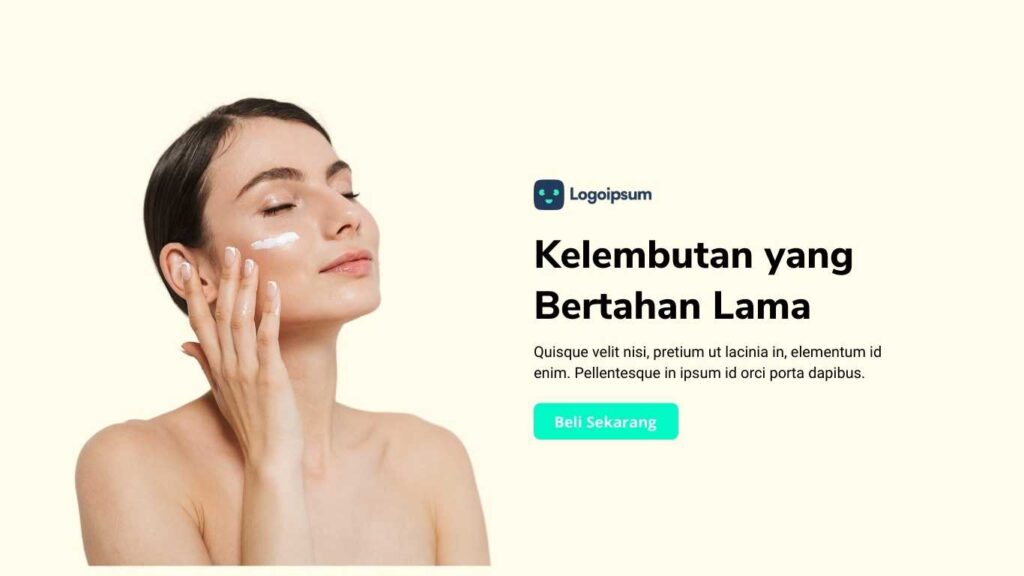 Logoipsum
Kelembutan yang
Bertahan Lama
Quisque velit nisi, pretium ut lacinia in, elementum id
enim. Pellentesque in ipsum id orci porta dapibus.
Beli Sekarang